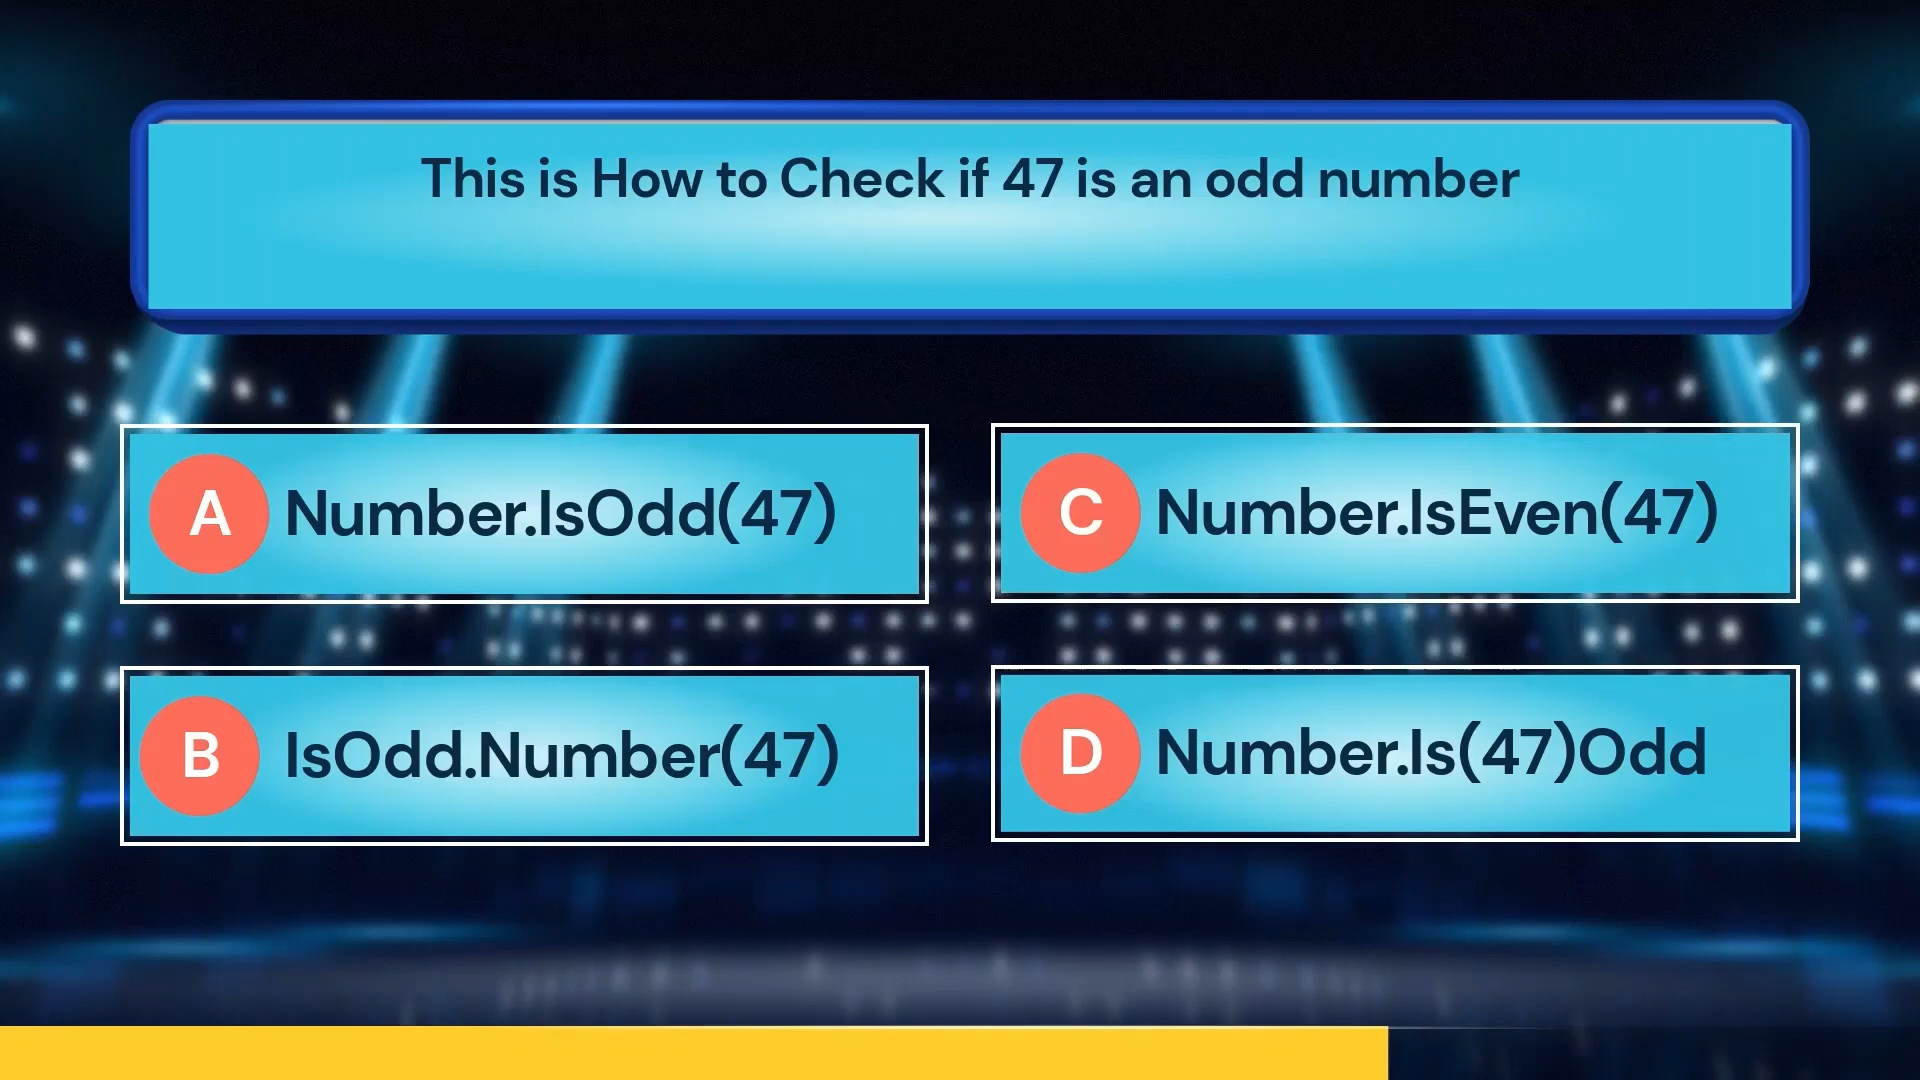 This is How to Check if 47 is an odd number
A Number.IsOdd(47)
C Number.IsEven(47)
B IsOdd.Number(47)
D Number.Is(47)Odd